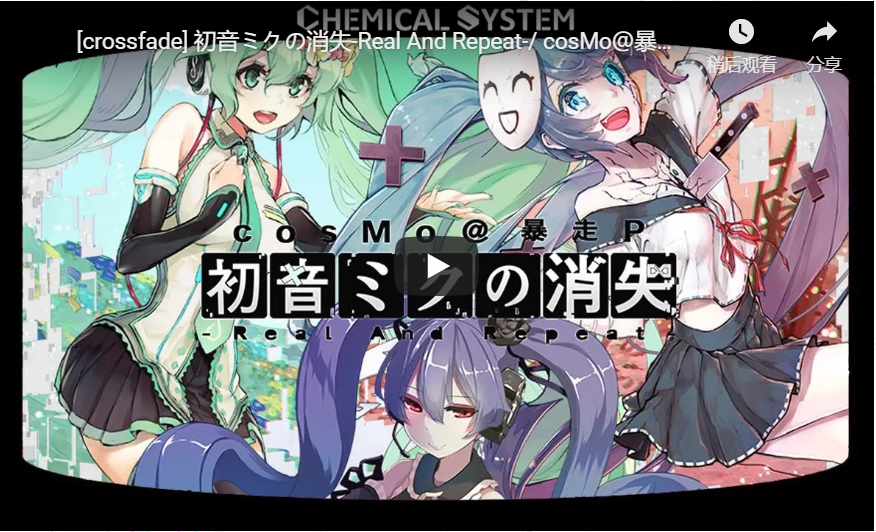 CHEMICAL SYSTEM
[crossfade] 初音ミクの消失-Real And Repeat-/ cosMo@暴...
稍后观看
分享
cosMo@暴走P
初音ミクの消失
-Real And Repeat-